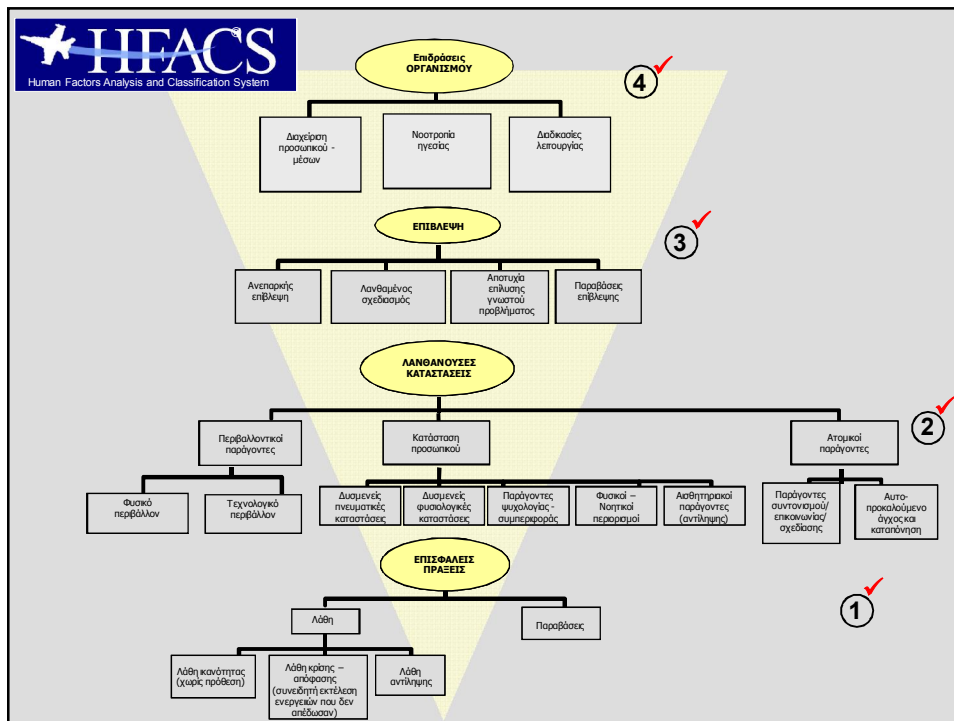 HFACS®
Human Factors Analysis and Classification System
Επιδράσεις
ΟΡΓΑΝΙΣΜΟΥ
4
Διαχείριση
προσωπικού -
μέσων
Νοοτροπία
ηγεσίας
Διαδικασίες
λειτουργίας
ΕΠΙΒΛΕΨΗ
3
Ανεπαρκής
επίβλεψη
Λανθαμένος
σχεδιασμός
Αποτυχία
επίλυσης
γνωστού
προβλήματος
Παραβάσεις
επίβλεψης
ΛΑΝΘΑΝΟΥΣΕΣ
ΚΑΤΑΣΤΑΣΕΙΣ
2
Περιβαλλοντικοί
παράγοντες
Κατάσταση
προσωπικού
Ατομικοί
παράγοντες
Φυσικό
περιβάλλον
Τεχνολογικό
περιβάλλον
Δυσμενείς
πνευματικές
καταστάσεις
Δυσμενείς
φυσιολογικές
καταστάσεις
Παράγοντες
ψυχολογίας -
συμπεριφοράς
Φυσικοί –
Νοητικοί
περιορισμοί
Αισθητηριακοί
παράγοντες
(αντίληψης)
Παράγοντες
συντονισμού/
επικοινωνίας/
σχεδίασης
Αυτο-
προκαλούμενο
άγχος και
καταπόνηση
ΕΠΙΣΦΑΛΕΙΣ
ΠΡΑΞΕΙΣ
1
Λάθη
Παραβάσεις
Λάθη ικανότητας
(χωρίς πρόθεση)
Λάθη κρίσης –
απόφασης
(συνειδητή εκτέλεση
ενεργειών που δεν
απέδωσαν)
Λάθη
αντίληψης